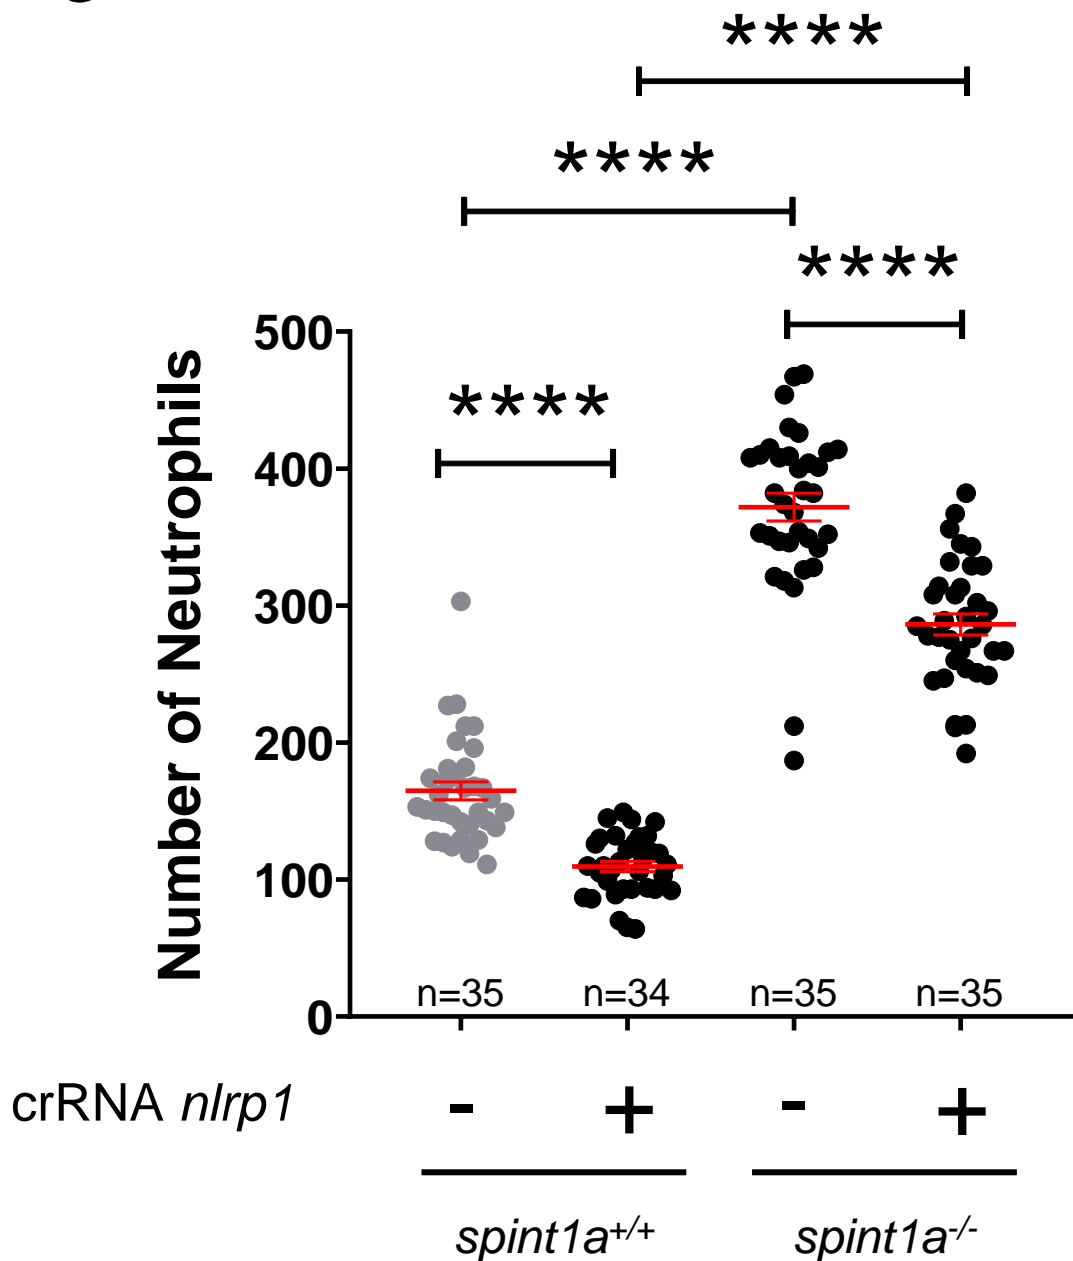 ****
****
****
500
****
400
300
200
100
0
Number of Neutrophils
n=35 n=34 n=35 n=35
crRNA nlrp1 - + - +
spint1a+/+ spint1a-/-